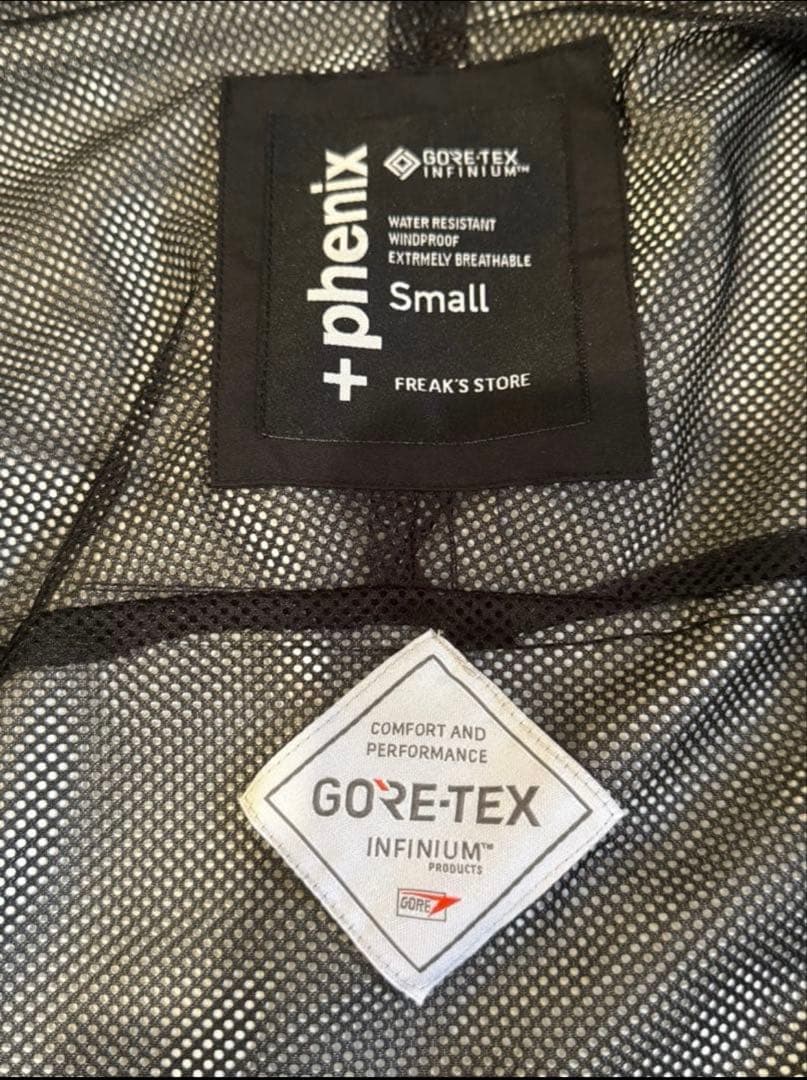 +phenix
GORE-TEX
INFINIUM™
WATER RESISTANT
WINDPROOF
EXTRMELY BREATHABLE
Small
FREAK'S STORE
COMFORT AND
PERFORMANCE
GORE-TEX
INFINIUM™
PRODUCTS
GORE